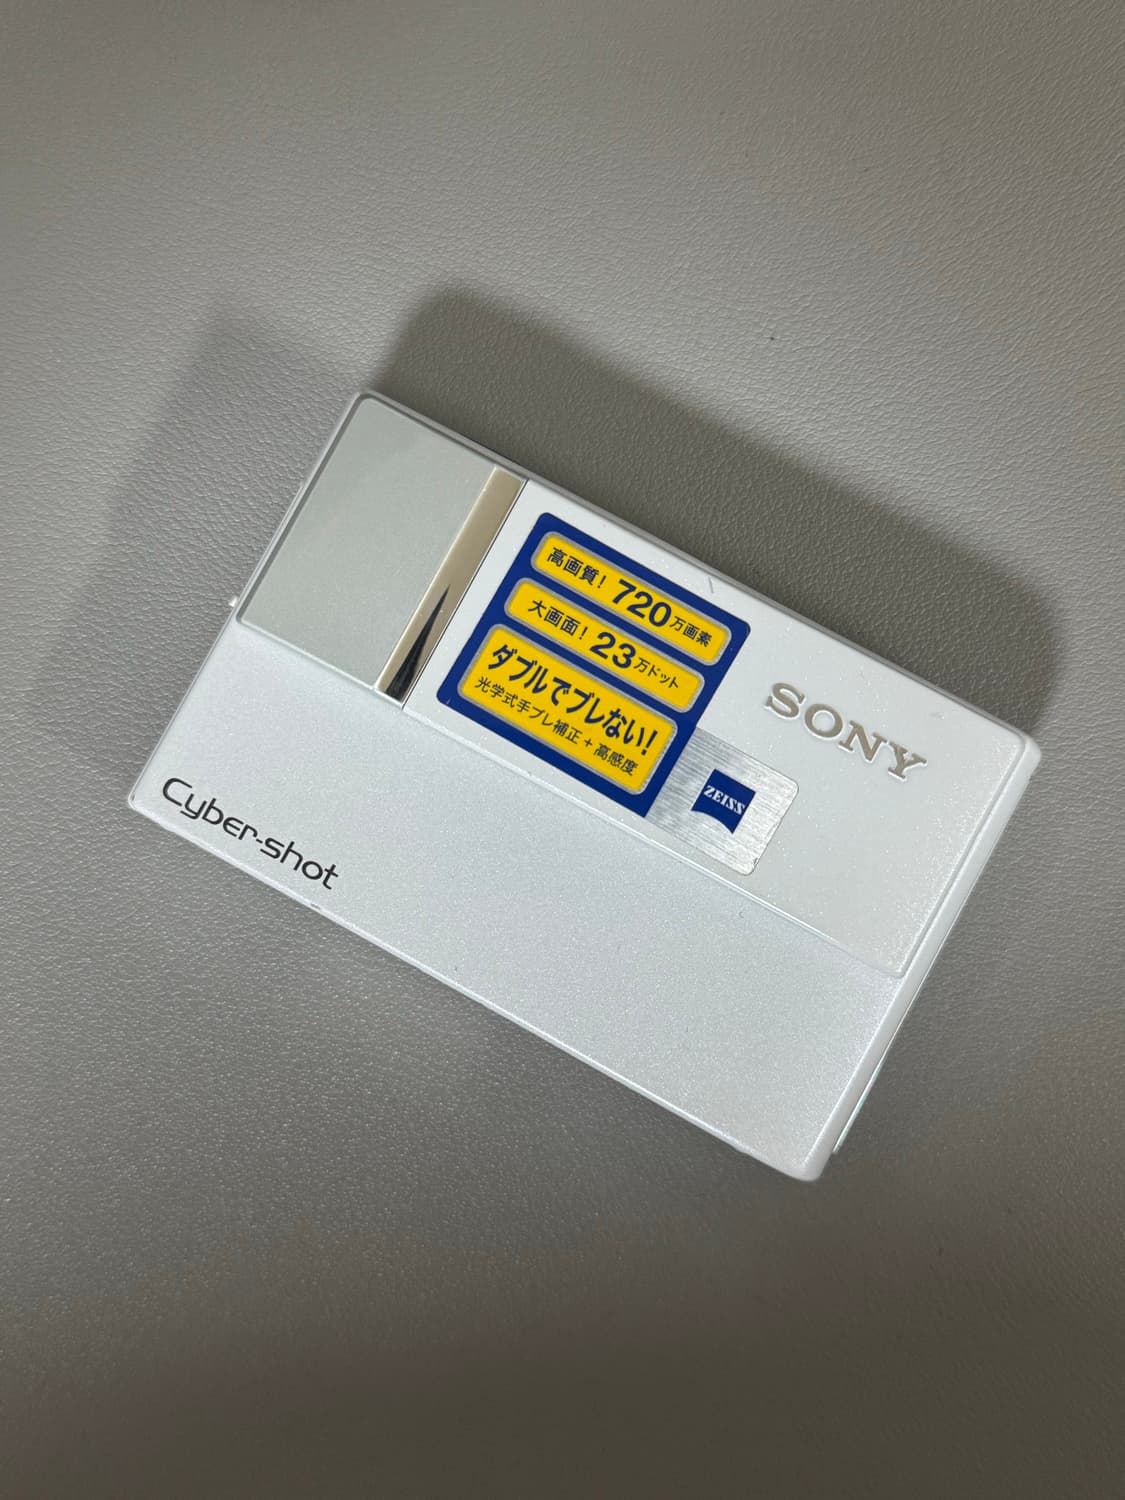 高画質! 720万画素
大画面! 23万ドット
ダブルでブレない!
光学式手ブレ補正+高感度
SONY
ZEISS
Cyber-shot